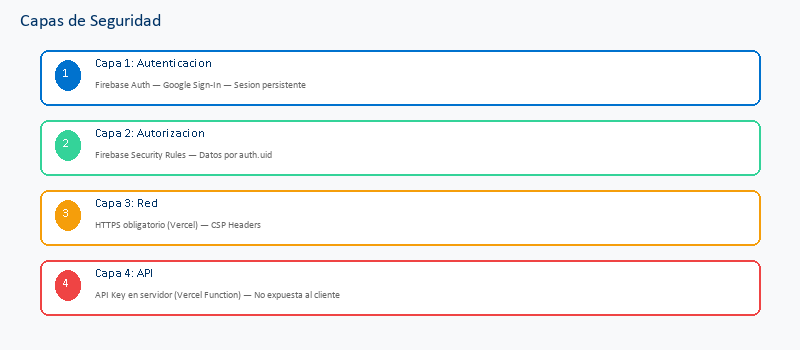 Capas de Seguridad
1
Capa 1: Autenticacion
Firebase Auth — Google Sign-In — Sesion persistente
2
Capa 2: Autorizacion
Firebase Security Rules — Datos por auth.uid
3
Capa 3: Red
HTTPS obligatorio (Vercel) — CSP Headers
4
Capa 4: API
API Key en servidor (Vercel Function) — No expuesta al cliente